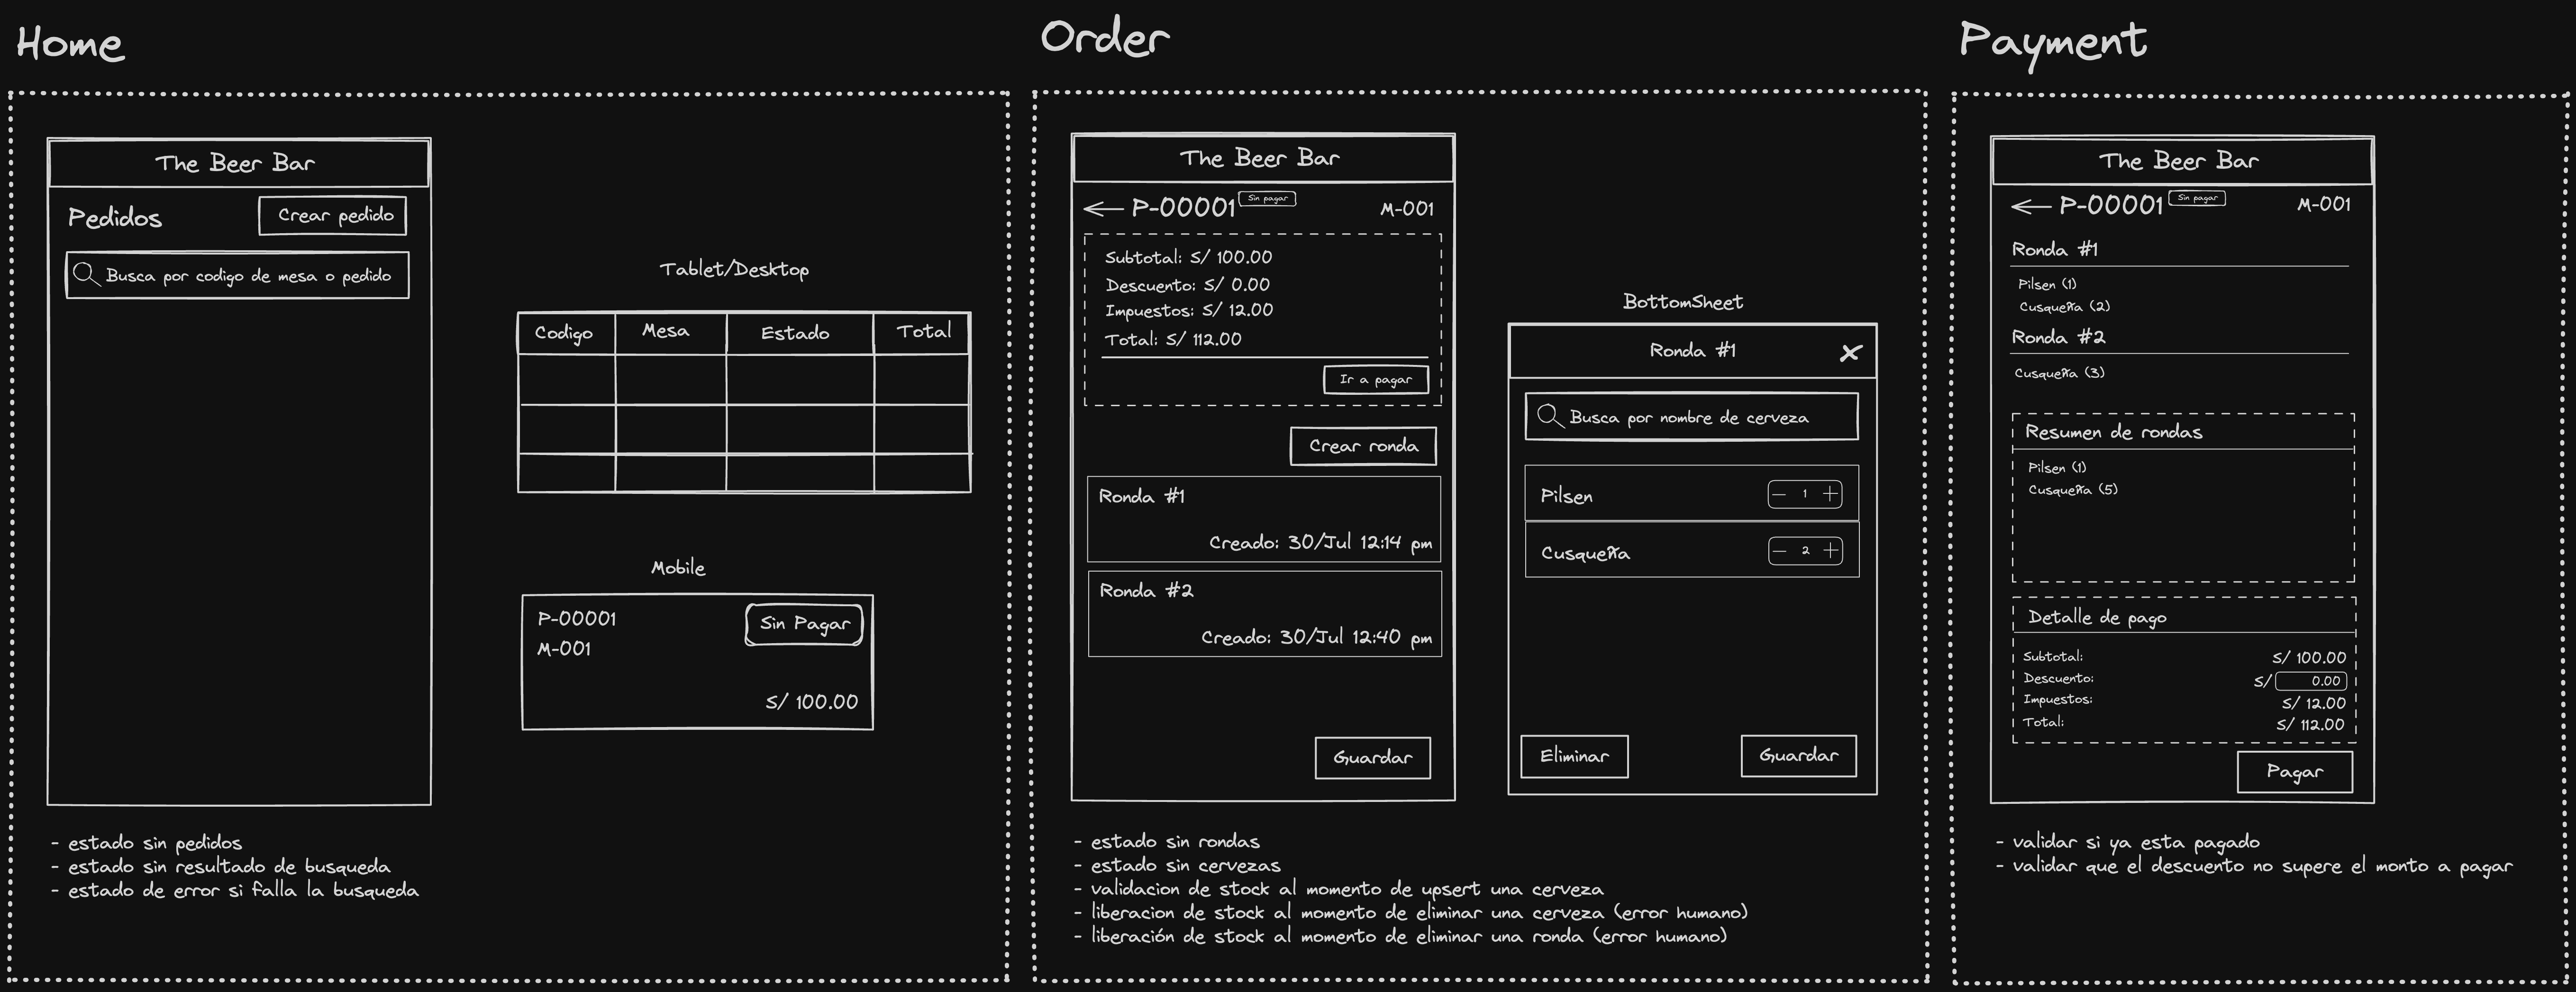 Home
The Beer Bar
Pedidos
Crear pedido
Busca por codigo de mesa o pedido
Tablet/Desktop
Codigo Mesa Estado Total
Mobile
P-00001
Sin Pagar
M-001
S/ 100.00
- estado sin pedidos
- estado sin resultado de busqueda
- estado de error si falla la busqueda
Order
The Beer Bar
P-00001
Sin pagar
M-001
Subtotal: S/ 100.00
Descuento: S/ 0.00
Impuestos: S/ 12.00
Total: S/ 112.00
Ir a pagar
Crear ronda
Ronda #1
Creado: 30/Jul 12:14 pm
Ronda #2
Creado: 30/Jul 12:40 pm
Guardar
BottomSheet
Ronda #1
Busca por nombre de cerveza
Pilsen
- 1 +
Cusqueña
- 2 +
Eliminar
Guardar
- estado sin rondas
- estado sin cervezas
- validacion de stock al momento de upsert una cerveza
- liberacion de stock al momento de eliminar una cerveza (error humano)
- liberación de stock al momento de eliminar una ronda (error humano)
Payment
The Beer Bar
P-00001
Sin pagar
M-001
Ronda #1
Pilsen (1)
Cusqueña (2)
Ronda #2
Cusqueña (3)
Resumen de rondas
Pilsen (1)
Cusqueña (5)
Detalle de pago
Subtotal: S/ 100.00
Descuento: S/ 0.00
Impuestos: S/ 12.00
Total: S/ 112.00
Pagar
- validar si ya esta pagado
- validar que el descuento no supere el monto a pagar